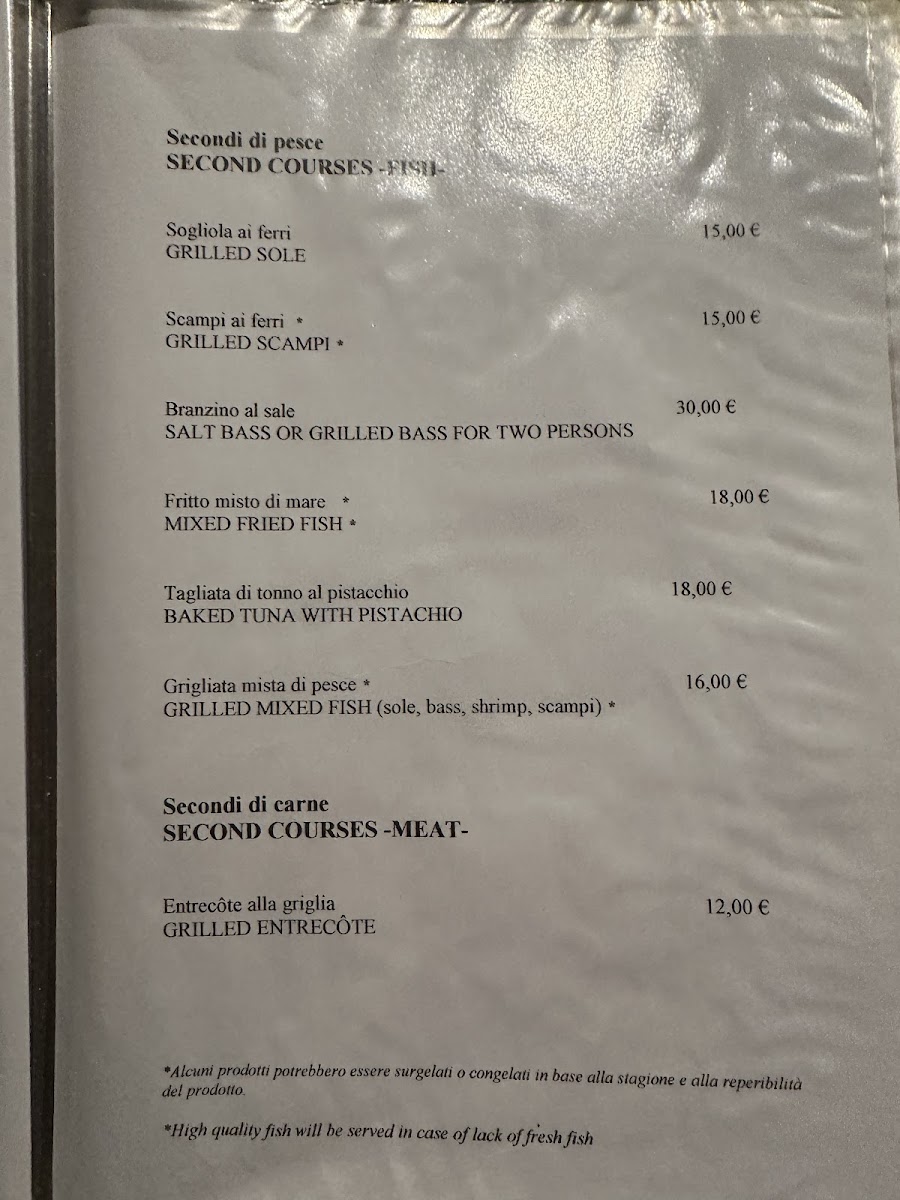 Secondi di pesce
SECOND COURSES -FISH-
Sogliola ai ferri 15,00 €
GRILLED SOLE
Scampi ai ferri * 15,00 €
GRILLED SCAMPI *
Branzino al sale 30,00 €
SALT BASS OR GRILLED BASS FOR TWO PERSONS
Fritto misto di mare * 18,00 €
MIXED FRIED FISH *
Tagliata di tonno al pistacchio 18,00 €
BAKED TUNA WITH PISTACHIO
Grigliata mista di pesce * 16,00 €
GRILLED MIXED FISH (sole, bass, shrimp, scampi) *
Secondi di carne
SECOND COURSES -MEAT-
Entrecôte alla griglia 12,00 €
GRILLED ENTRECÔTE
*Alcuni prodotti potrebbero essere surgelati o congelati in base alla stagione e alla reperibilità
del prodotto.
*High quality fish will be served in case of lack of fresh fish